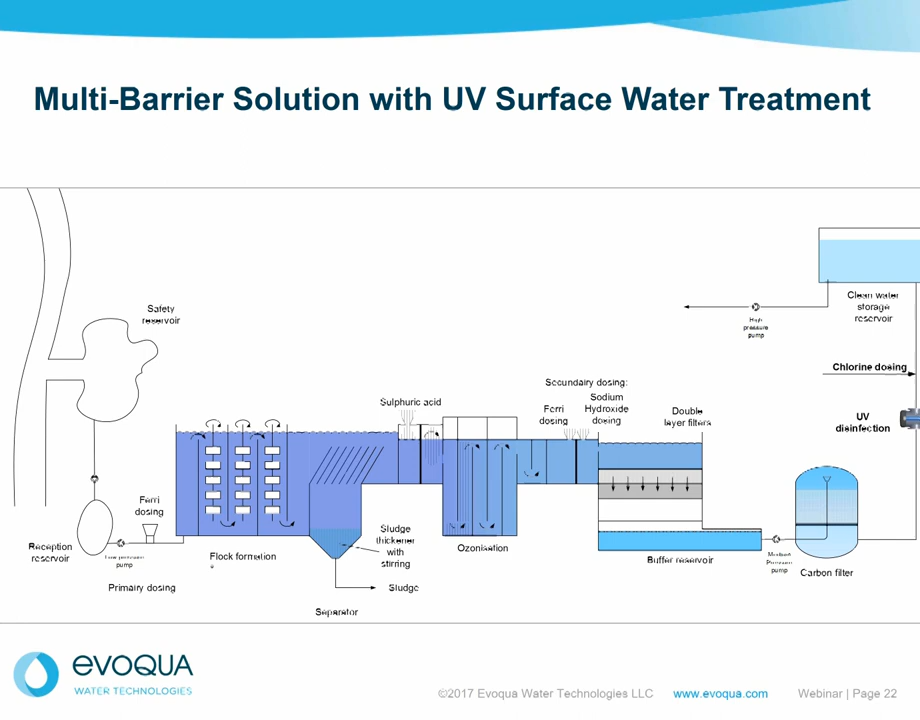 Multi-Barrier Solution with UV Surface Water Treatment
Safety
reservoir
Clean water
storage
reservoir
High
pressure
pump
Chlorine dosing
UV
disinfection
Secundairy dosing:
Sulphuric acid
Ferri
dosing
Sodium
Hydroxide
dosing
Double
layer filters
Ferri
dosing
Reception
reservoir
Low pressure
pump
Flock formation
Sludge
thickener
with
stirring
Ozonisation
Buffer reservoir
Medium
Pressure
pump
Carbon filter
Primairy dosing
Sludge
Separator
evoqua
WATER TECHNOLOGIES
©2017 Evoqua Water Technologies LLC www.evoqua.com Webinar | Page 22